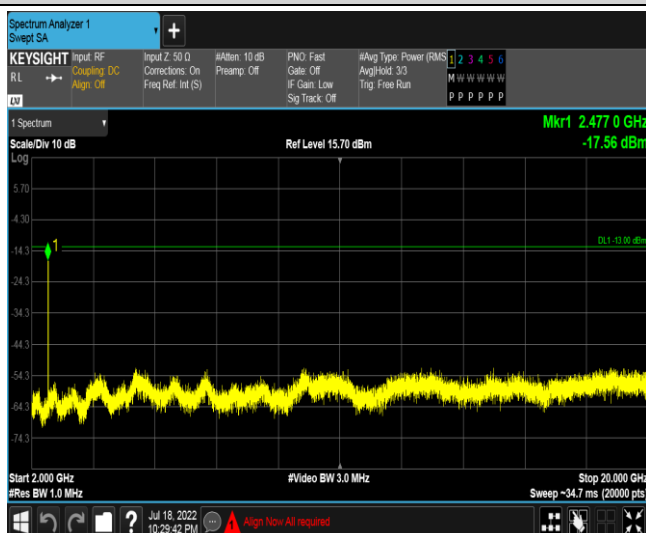 Spectrum Analyzer 1
Swept SA
KEYSIGHT
RL
LXI
Input: RF
Coupling: DC
Align: Off
Input Z: 50 Ω
Corrections: On
Freq Ref: Int (S)
#Atten: 10 dB
Preamp: Off
PNO: Fast
Gate: Off
IF Gain: Low
Sig Track: Off
#Avg Type: Power (RMS
Avg|Hold: 3/3
Trig: Free Run
1 2 3 4 5 6
M W W W W W
P P P P P P
1 Spectrum
Mkr1 2.477 0 GHz
Scale/Div 10 dB
Ref Level 15.70 dBm
-17.56 dBm
Log
5.70
-4.30
1
DL1 -13.00 dBm
-14.3
-24.3
-34.3
-44.3
-54.3
-64.3
-74.3
Start 2.000 GHz
#Video BW 3.0 MHz
Stop 20.000 GHz
#Res BW 1.0 MHz
Sweep ~34.7 ms (20000 pts)
?
Jul 18, 2022
10:29:42 PM
1
Align Now All required